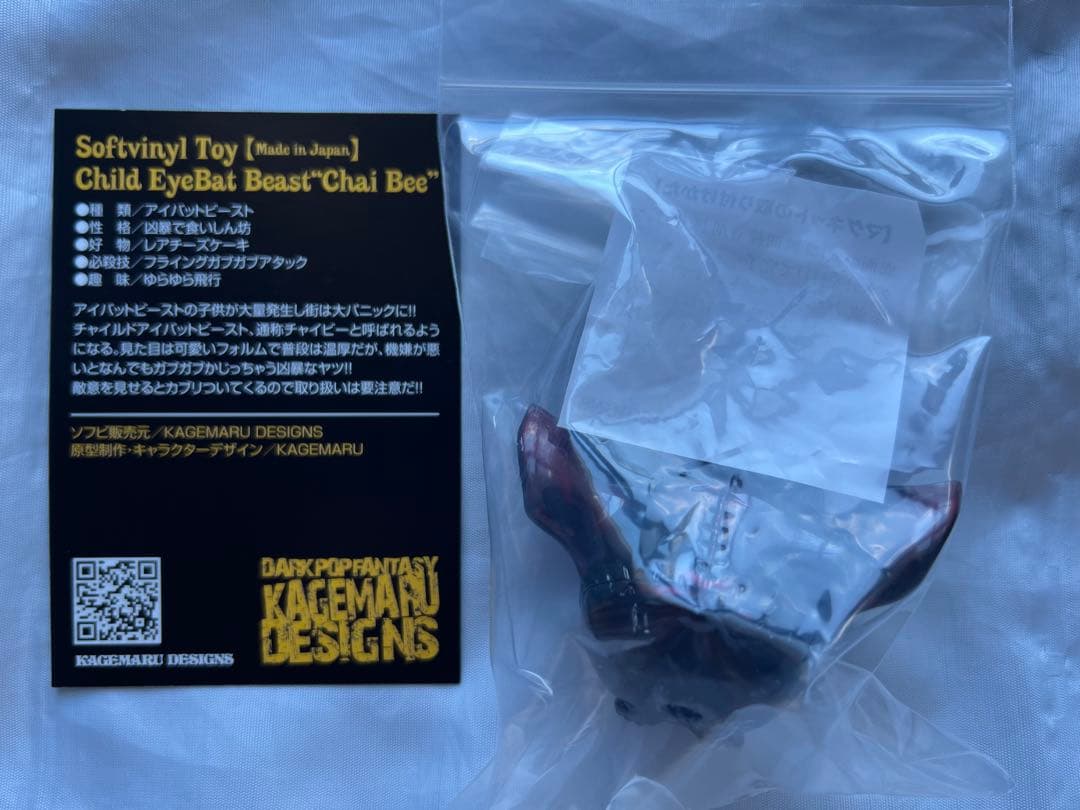 Softvinyl Toy【Made in Japan】
Child EyeBat Beast“Chai Bee”
●種　類／アイバットビースト
●性　格／凶暴で食いしん坊
●好　物／レアチーズケーキ
●必殺技／フライングガブガブアタック
●趣　味／ゆらゆら飛行
アイバットビーストの子供が大量発生し街は大パニックに!!
チャイルドアイバットビースト、通称チャイビーと呼ばれるよう
になる。見た目は可愛いフォルムで普段は温厚だが、機嫌が悪
いとなんでもガブガブかじっちゃう凶暴なヤツ!!
敵意を見せるとカブリついてくるので取り扱いは要注意だ!!
ソフビ販売元／KAGEMARU DESIGNS
原型制作・キャラクターデザイン／KAGEMARU
KAGEMARU DESIGNS
DARK POP FANTASY
KAGEMARU
DESIGNS